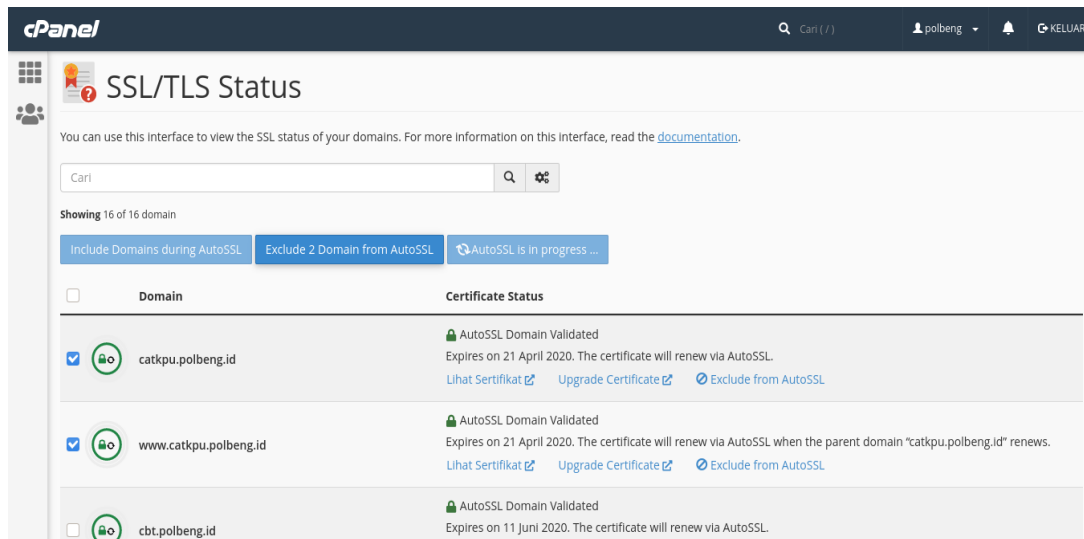 cPanel
Cari ( / )
polbeng
KELUAR
SSL/TLS Status
You can use this interface to view the SSL status of your domains. For more information on this interface, read the documentation.
Cari
Showing 16 of 16 domain
Include Domains during AutoSSL
Exclude 2 Domain from AutoSSL
AutoSSL is in progress ...
Domain
Certificate Status
AutoSSL Domain Validated
catkpu.polbeng.id
Expires on 21 April 2020. The certificate will renew via AutoSSL.
Lihat Sertifikat
Upgrade Certificate
Exclude from AutoSSL
AutoSSL Domain Validated
www.catkpu.polbeng.id
Expires on 21 April 2020. The certificate will renew via AutoSSL when the parent domain “catkpu.polbeng.id” renews.
Lihat Sertifikat
Upgrade Certificate
Exclude from AutoSSL
AutoSSL Domain Validated
cbt.polbeng.id
Expires on 11 Juni 2020. The certificate will renew via AutoSSL.